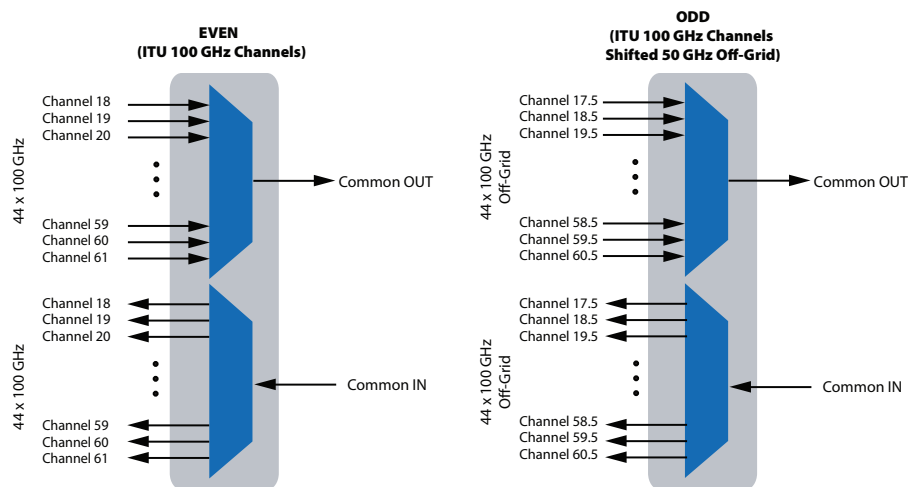 EVEN
(ITU 100 GHz Channels)
Channel 18
Channel 19
Channel 20
44 x 100 GHz
Common OUT
Channel 59
Channel 60
Channel 61
Channel 18
Channel 19
Channel 20
44 x 100 GHz
Common IN
Channel 59
Channel 60
Channel 61
ODD
(ITU 100 GHz Channels
Shifted 50 GHz Off-Grid)
Channel 17.5
Channel 18.5
Channel 19.5
44 x 100 GHz
Off-Grid
Common OUT
Channel 58.5
Channel 59.5
Channel 60.5
Channel 17.5
Channel 18.5
Channel 19.5
44 x 100 GHz
Off-Grid
Common IN
Channel 58.5
Channel 59.5
Channel 60.5